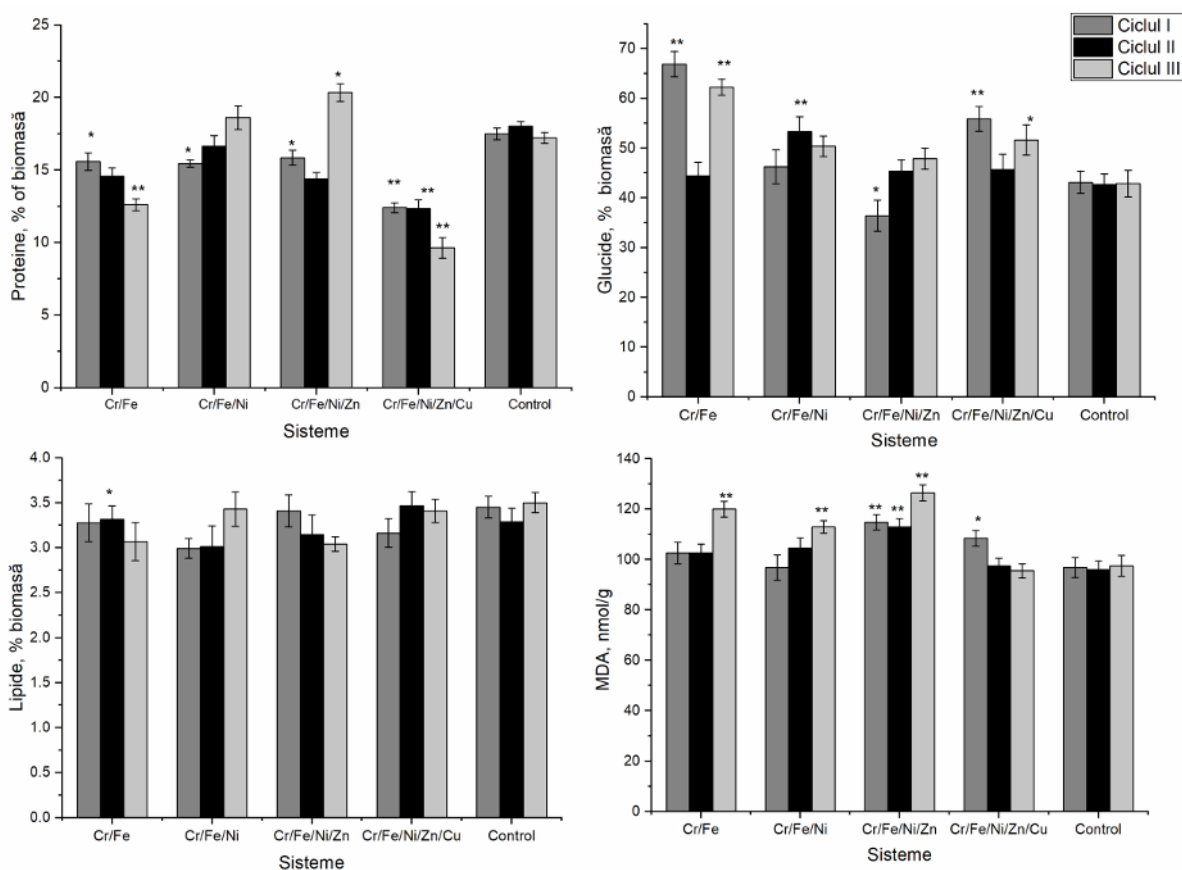 Proteine, % of biomasă
25
20
15
10
5
0
*
**
*
*
*
**
**
**
Cr/Fe
Cr/Fe/Ni
Cr/Fe/Ni/Zn
Cr/Fe/Ni/Zn/Cu
Control
Sisteme
Ciclul I
Ciclul II
Ciclul III
Glucide, % biomasă
70
60
50
40
30
20
10
0
**
**
**
*
**
*
Cr/Fe
Cr/Fe/Ni
Cr/Fe/Ni/Zn
Cr/Fe/Ni/Zn/Cu
Control
Sisteme
Lipide, % biomasă
4.0
3.5
3.0
2.5
2.0
1.5
1.0
0.5
0.0
*
Cr/Fe
Cr/Fe/Ni
Cr/Fe/Ni/Zn
Cr/Fe/Ni/Zn/Cu
Control
Sisteme
MDA, nmol/g
140
120
100
80
60
40
20
0
**
**
**
**
**
*
Cr/Fe
Cr/Fe/Ni
Cr/Fe/Ni/Zn
Cr/Fe/Ni/Zn/Cu
Control
Sisteme